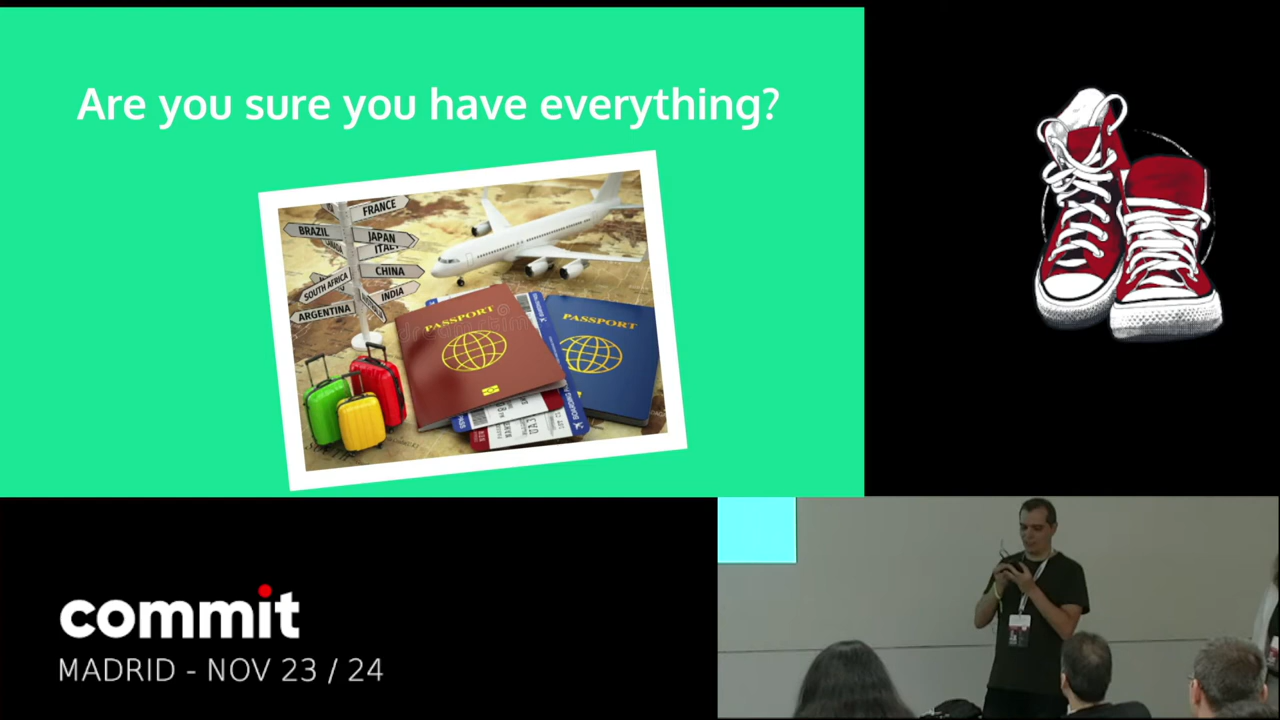 Are you sure you have everything?
FRANCE
BRAZIL
JAPAN
ITALY
CHINA
SOUTH AFRICA
INDIA
ARGENTINA
PASSPORT
PASSPORT
commit
MADRID - NOV 23 / 24